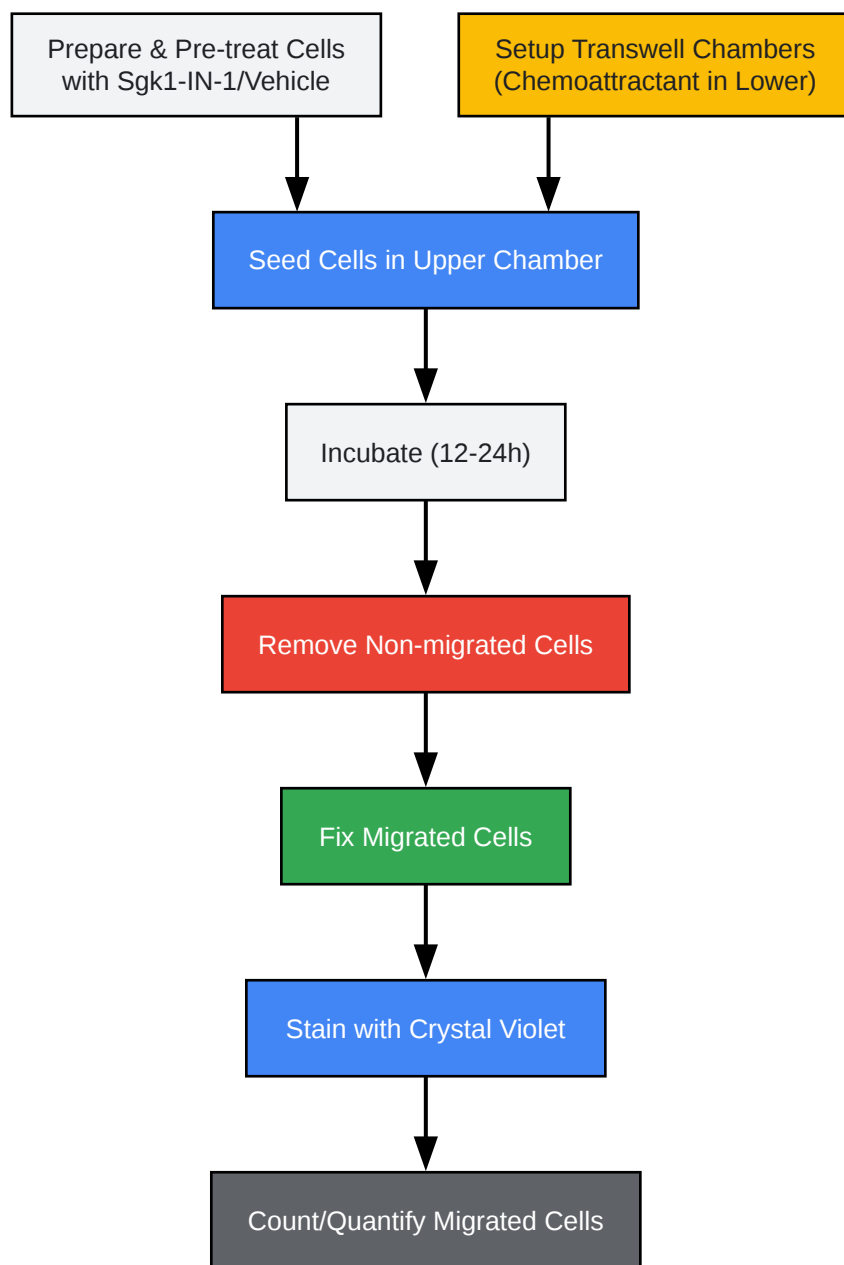 Prepare & Pre-treat Cells
with Sgk1-IN-1/Vehicle
Setup Transwell Chambers
(Chemoattractant in Lower)
Seed Cells in Upper Chamber
Incubate (12-24h)
Remove Non-migrated Cells
Fix Migrated Cells
Stain with Crystal Violet
Count/Quantify Migrated Cells